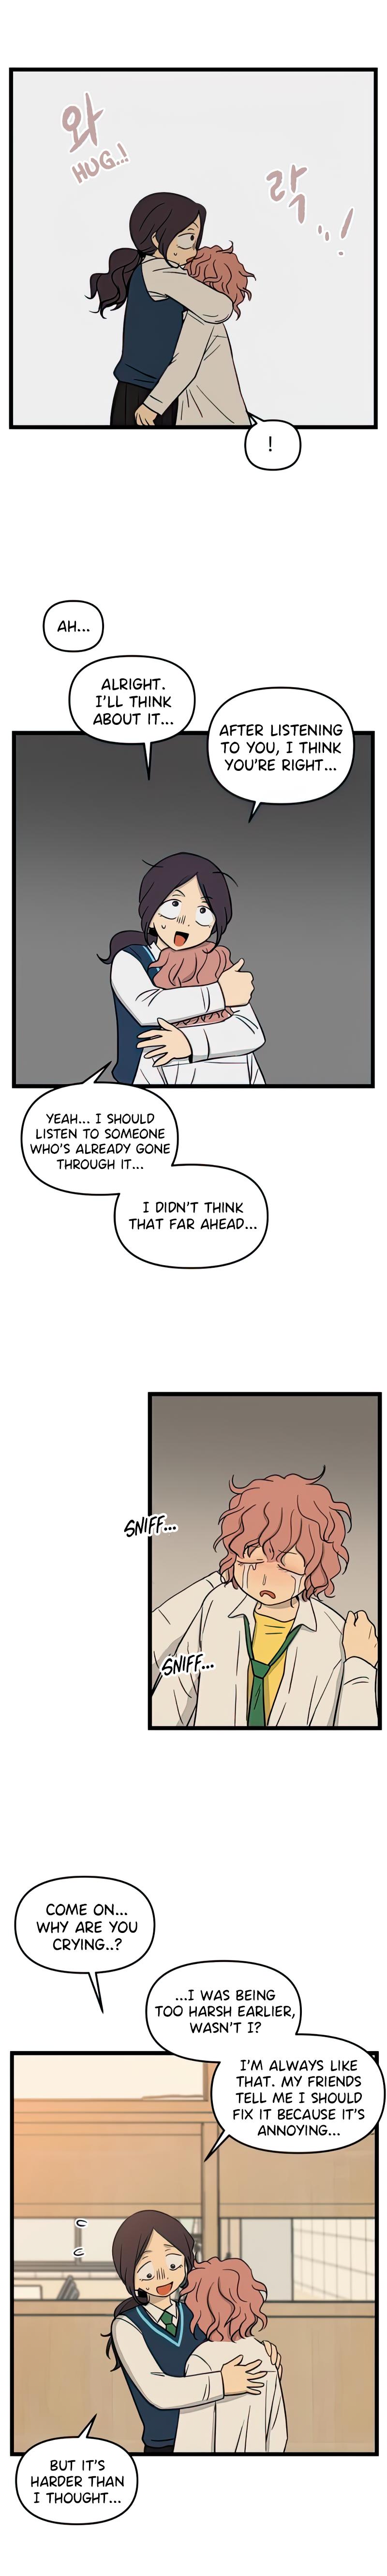 와
HUG..!
락
!
AH...
ALRIGHT.
I'LL THINK
ABOUT IT...
AFTER LISTENING
TO YOU, I THINK
YOU'RE RIGHT...
YEAH... I SHOULD
LISTEN TO SOMEONE
WHO'S ALREADY GONE
THROUGH IT...
I DIDN'T THINK
THAT FAR AHEAD...
SNIFF...
SNIFF...
COME ON...
WHY ARE YOU
CRYING..?
...I WAS BEING
TOO HARSH EARLIER,
WASN'T I?
I'M ALWAYS LIKE
THAT. MY FRIENDS
TELL ME I SHOULD
FIX IT BECAUSE IT'S
ANNOYING...
BUT IT'S
HARDER THAN
I THOUGHT...